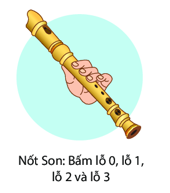 Nốt Son: Bấm lỗ 0, lỗ 1,
lỗ 2 và lỗ 3